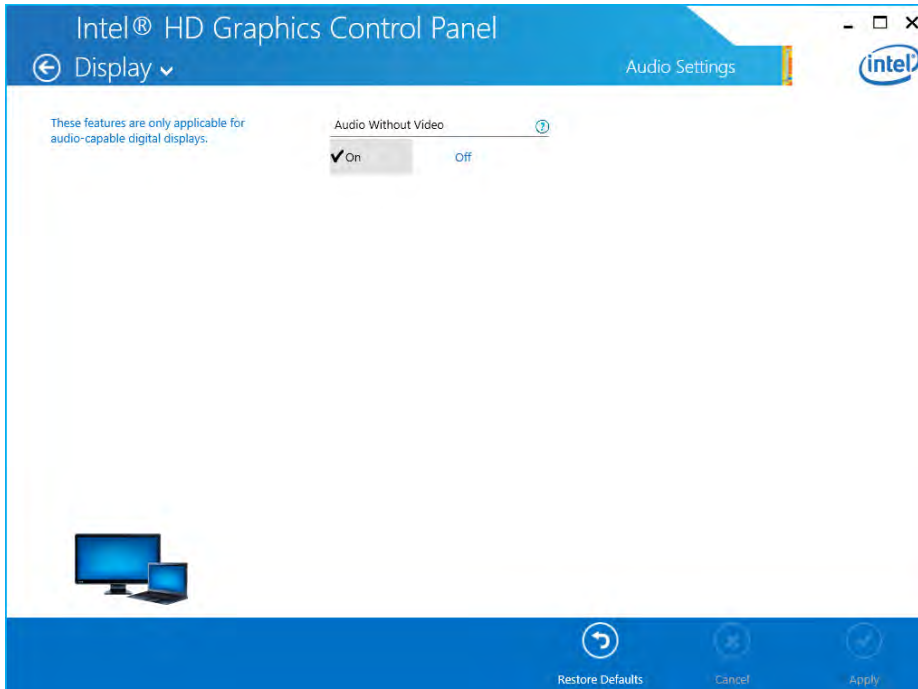 Intel® HD Graphics Control Panel
Display
Audio Settings
intel
These features are only applicable for
audio-capable digital displays.
Audio Without Video
?
On
Off
Restore Defaults
Cancel
Apply